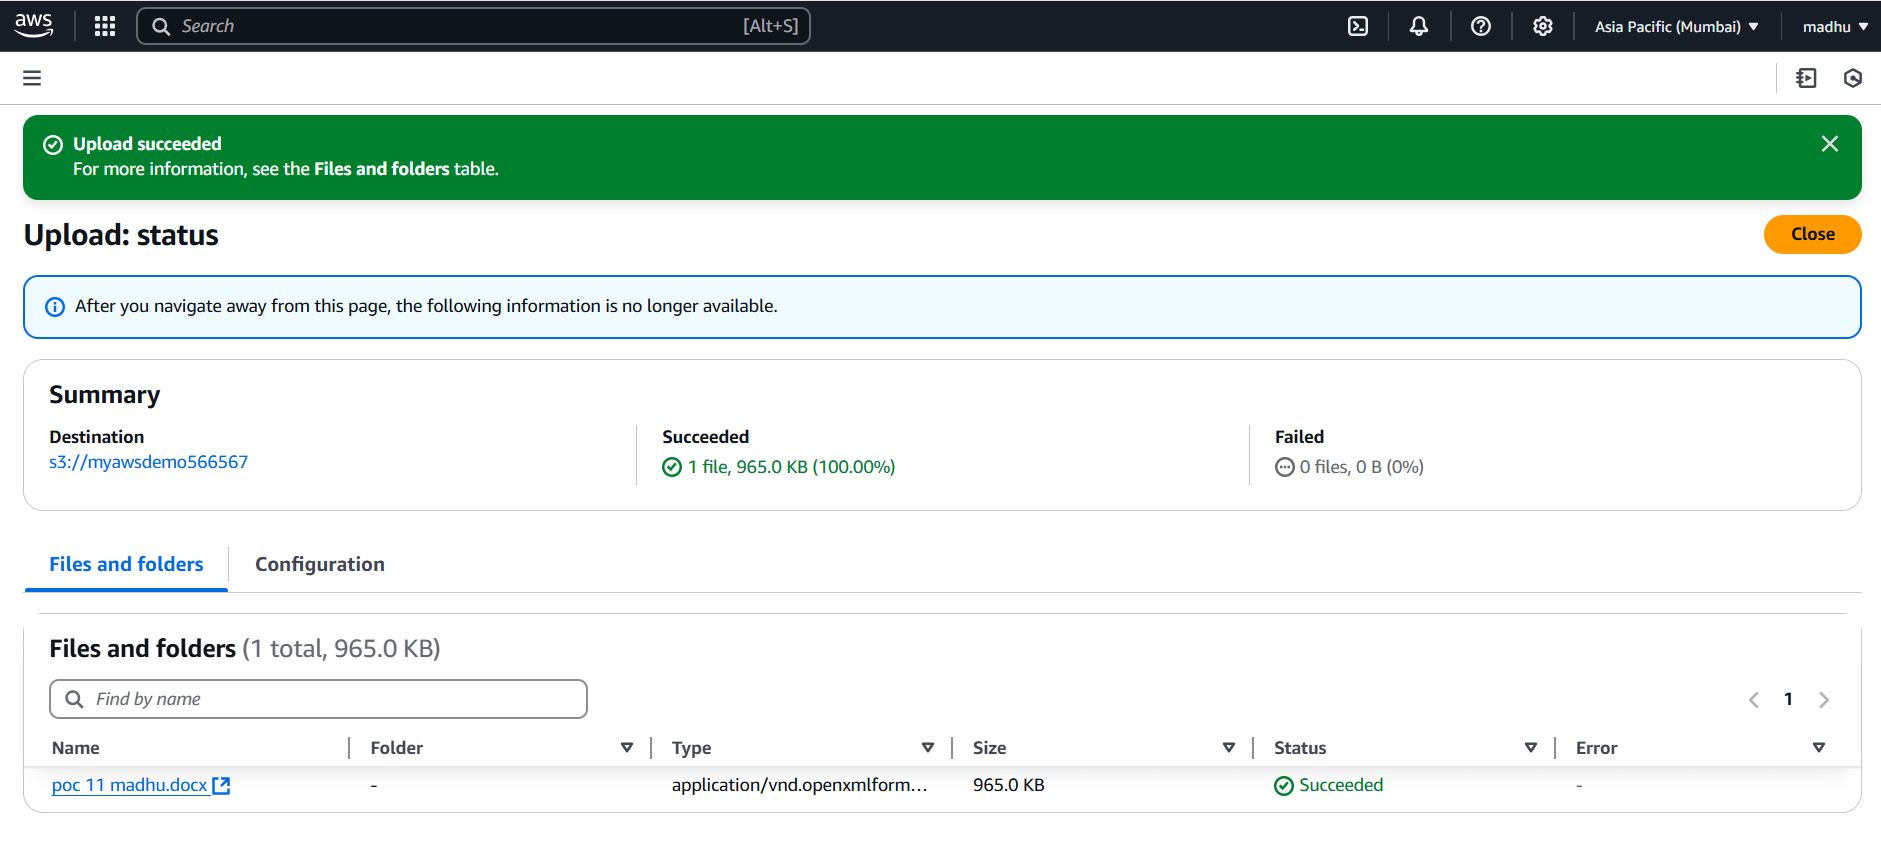 aws
Search [Alt+S]
Asia Pacific (Mumbai) madhu
Upload succeeded
For more information, see the Files and folders table.
Upload: status
Close
After you navigate away from this page, the following information is no longer available.
Summary
Destination
s3://myawsdemo566567
Succeeded
1 file, 965.0 KB (100.00%)
Failed
0 files, 0 B (0%)
Files and folders
Configuration
Files and folders (1 total, 965.0 KB)
Find by name
1
Name Folder Type Size Status Error
poc 11 madhu.docx - application/vnd.openxmlform... 965.0 KB Succeeded -